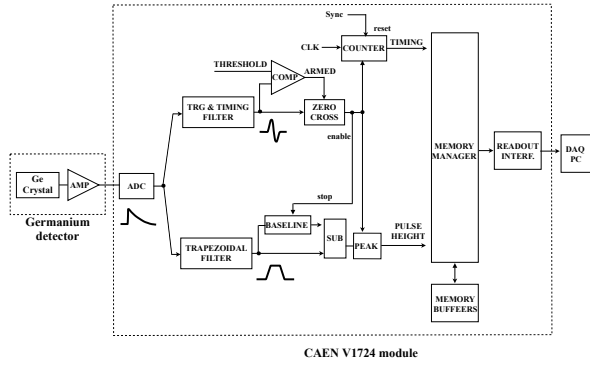 Sync
reset
CLK
COUNTER
TIMING
THRESHOLD
ARMED
COMP
TRG & TIMING
FILTER
ZERO
CROSS
enable
MEMORY
MANAGER
READOUT
INTERF.
DAQ
PC
Ge
Crystal
AMP
ADC
Germanium
detector
stop
BASELINE
SUB
PEAK
PULSE
HEIGHT
TRAPEZOIDAL
FILTER
MEMORY
BUFFEERS
CAEN V1724 module